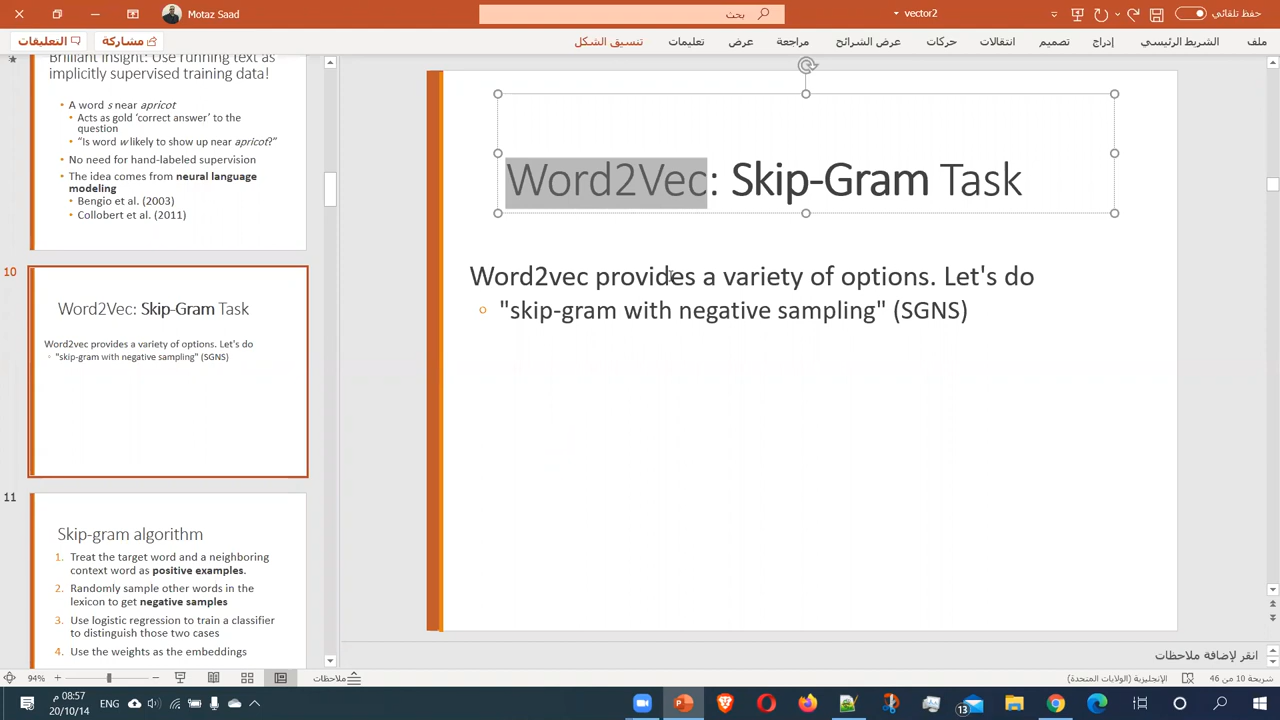 Motaz Saad
بحث
vector2
حفظ تلقائي
ملف
الشريط الرئيسي
إدراج
تصميم
انتقالات
حركات
عرض الشرائح
مراجعة
عرض
تعليمات
تنسيق الشكل
مشاركة
التعليقات
Brilliant insight: Use running text as
implicitly supervised training data!
• A word s near apricot
• Acts as gold ‘correct answer’ to the
question
• “Is word w likely to show up near apricot?”
• No need for hand-labeled supervision
• The idea comes from neural language
modeling
• Bengio et al. (2003)
• Collobert et al. (2011)
10
Word2Vec: Skip-Gram Task
Word2vec provides a variety of options. Let's do
◦ "skip-gram with negative sampling" (SGNS)
11
Skip-gram algorithm
1. Treat the target word and a neighboring
context word as positive examples.
2. Randomly sample other words in the
lexicon to get negative samples
3. Use logistic regression to train a classifier
to distinguish those two cases
4. Use the weights as the embeddings
Word2Vec: Skip-Gram Task
Word2vec provides a variety of options. Let's do
◦ "skip-gram with negative sampling" (SGNS)
انقر لإضافة ملاحظات
شريحة 10 من 46
الإنجليزية (الولايات المتحدة)
ملاحظات
94%
08:57 م
20/10/14
ENG
13